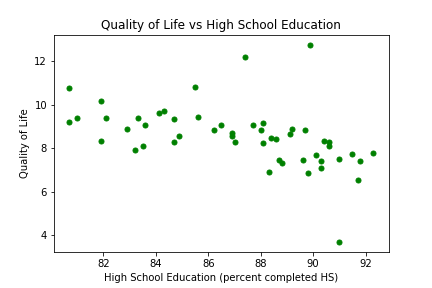 Quality of Life vs High School Education
Quality of Life
12
10
8
6
4
82 84 86 88 90 92
High School Education (percent completed HS)